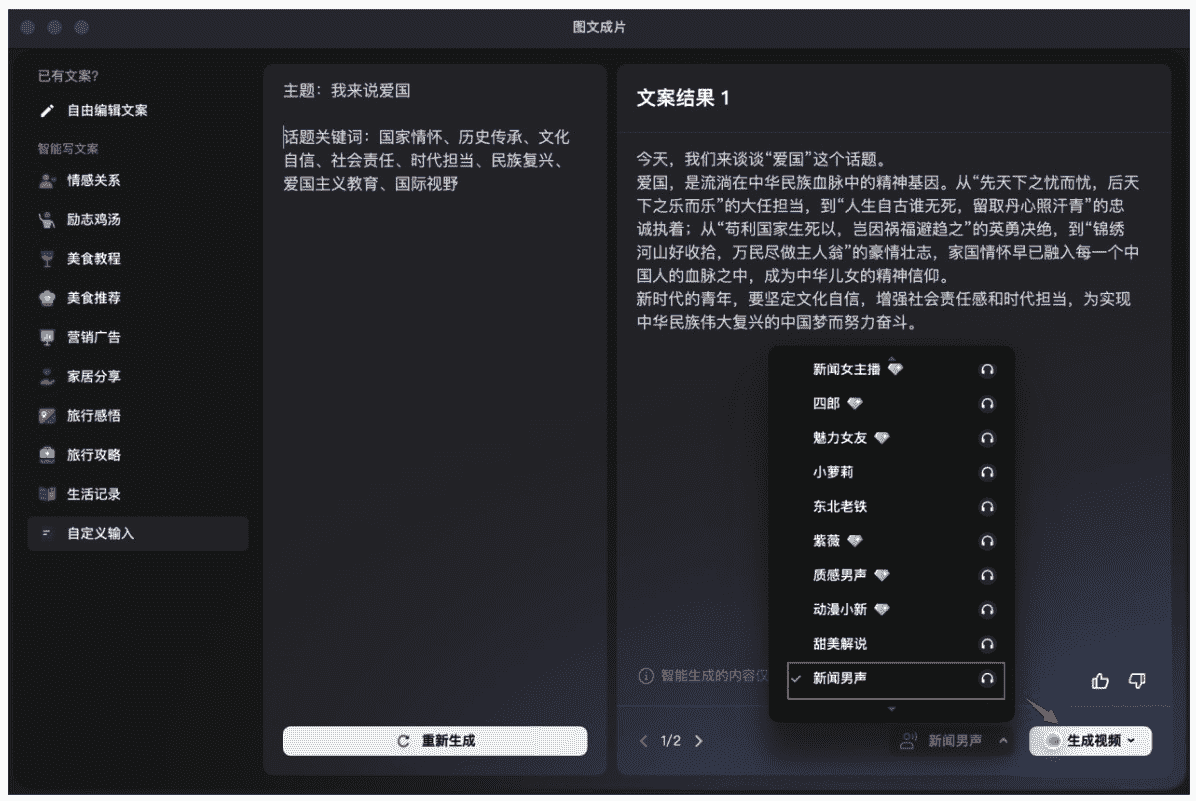 图文成片
已有文案?
自由编辑文案
智能写文案
情感关系
励志鸡汤
美食教程
美食推荐
营销广告
家居分享
旅行感悟
旅行攻略
生活记录
自定义输入
主题：我来说爱国
话题关键词：国家情怀、历史传承、文化
自信、社会责任、时代担当、民族复兴、
爱国主义教育、国际视野
重新生成
文案结果 1
今天，我们来谈谈“爱国”这个话题。
爱国，是流淌在中华民族血脉中的精神基因。从“先天下之忧而忧，后天
下之乐而乐”的大任担当，到“人生自古谁无死，留取丹心照汗青”的忠
诚执着；从“苟利国家生死以，岂因祸福避趋之”的英勇决绝，到“锦绣
河山好收拾，万民尽做主人翁”的豪情壮志，家国情怀早已融入每一个中
国人的血脉之中，成为中华儿女的精神信仰。
新时代的青年，要坚定文化自信，增强社会责任感和时代担当，为实现
中华民族伟大复兴的中国梦而努力奋斗。
新闻女主播
四郎
魅力女友
小萝莉
东北老铁
紫薇
质感男声
动漫小新
甜美解说
新闻男声
智能生成的内容仅
1/2
新闻男声
生成视频